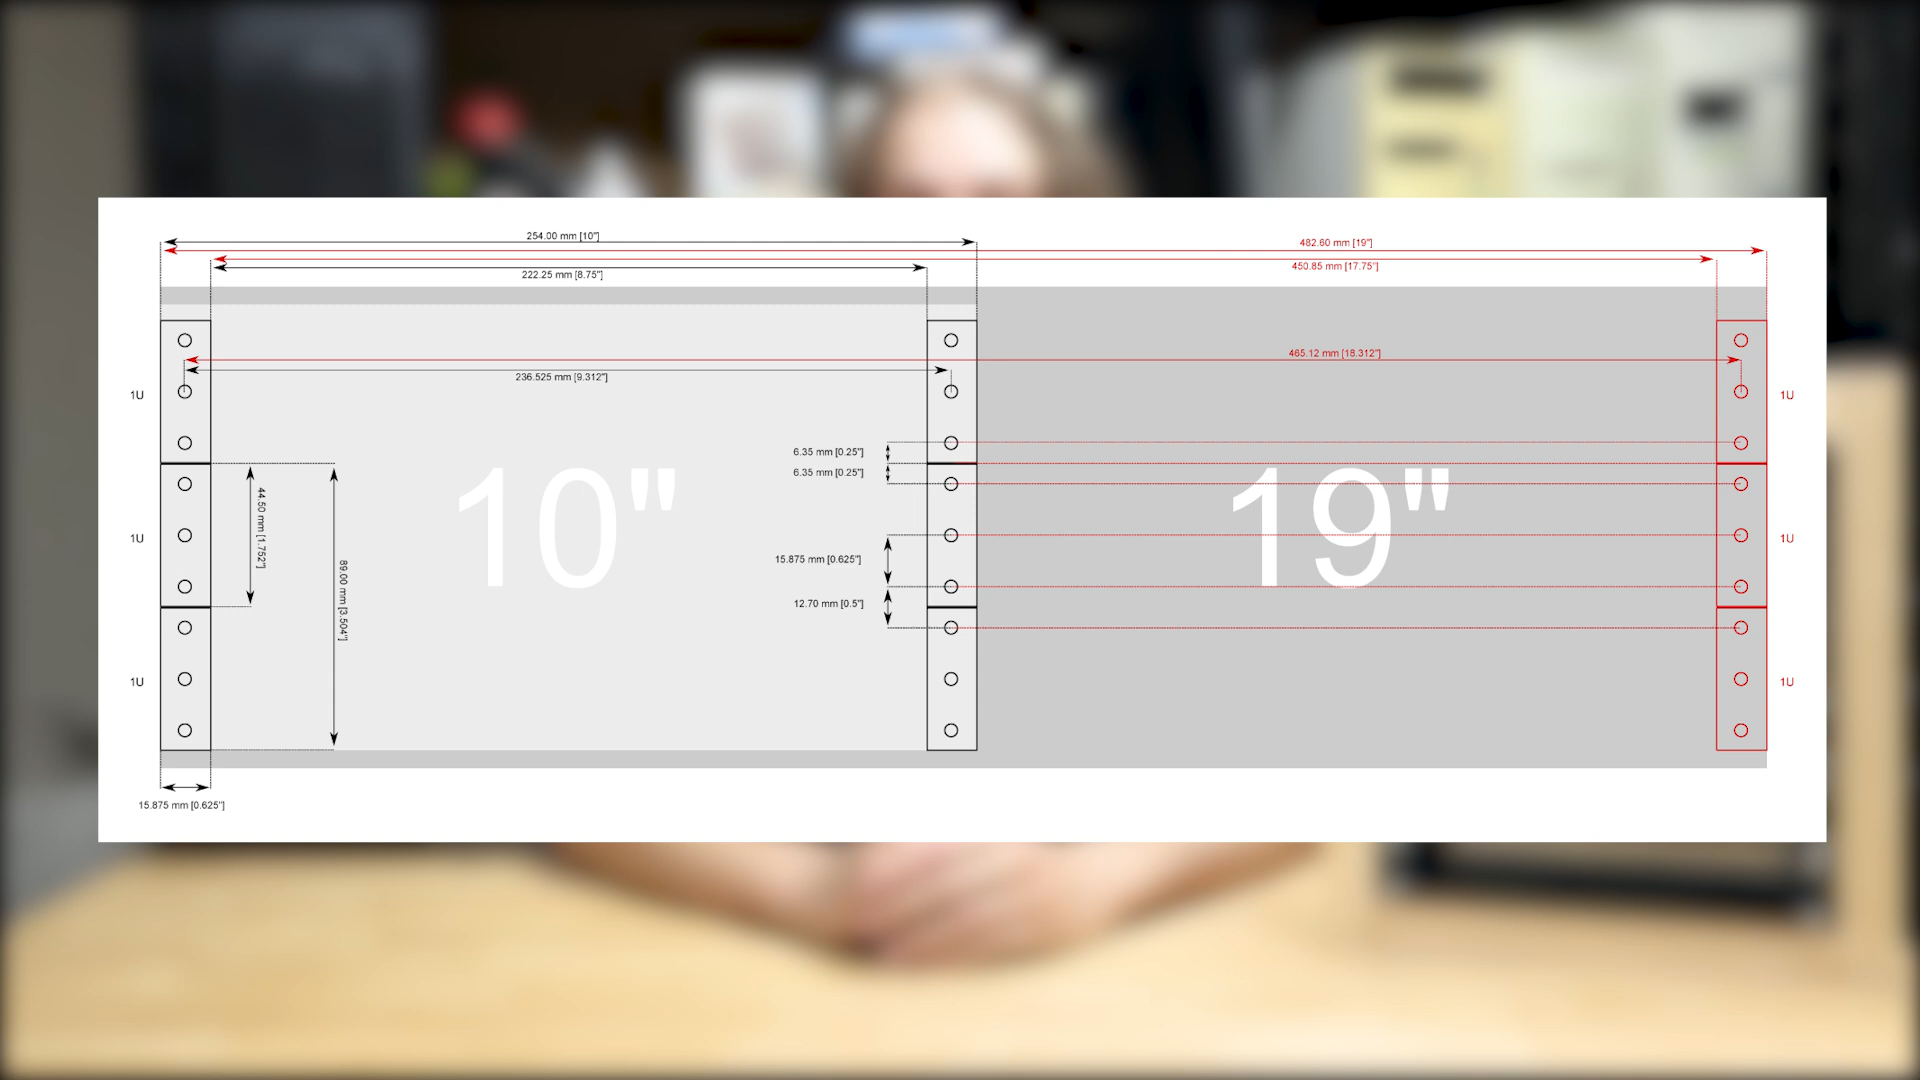 254.00 mm [10"]
482.60 mm [19"]
450.85 mm [17.75"]
222.25 mm [8.75"]
465.12 mm [18.312"]
236.525 mm [9.312"]
1U
1U
6.35 mm [0.25"]
6.35 mm [0.25"]
10"
19"
44.50 mm [1.752"]
1U
1U
15.875 mm [0.625"]
89.00 mm [3.504"]
12.70 mm [0.5"]
1U
1U
15.875 mm [0.625"]